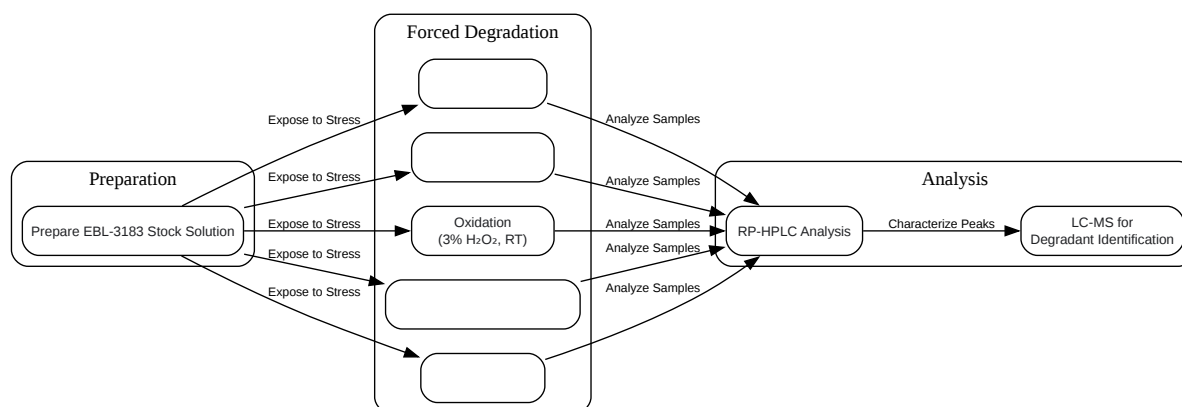 Forced Degradation
Expose to Stress
Analyze Samples
Preparation
Expose to Stress
Analyze Samples
Analysis
Prepare EBL-3183 Stock Solution
Expose to Stress
Oxidation
(3% H₂O₂, RT)
Analyze Samples
RP-HPLC Analysis
Characterize Peaks
LC-MS for
Degradant Identification
Expose to Stress
Analyze Samples
Expose to Stress
Analyze Samples